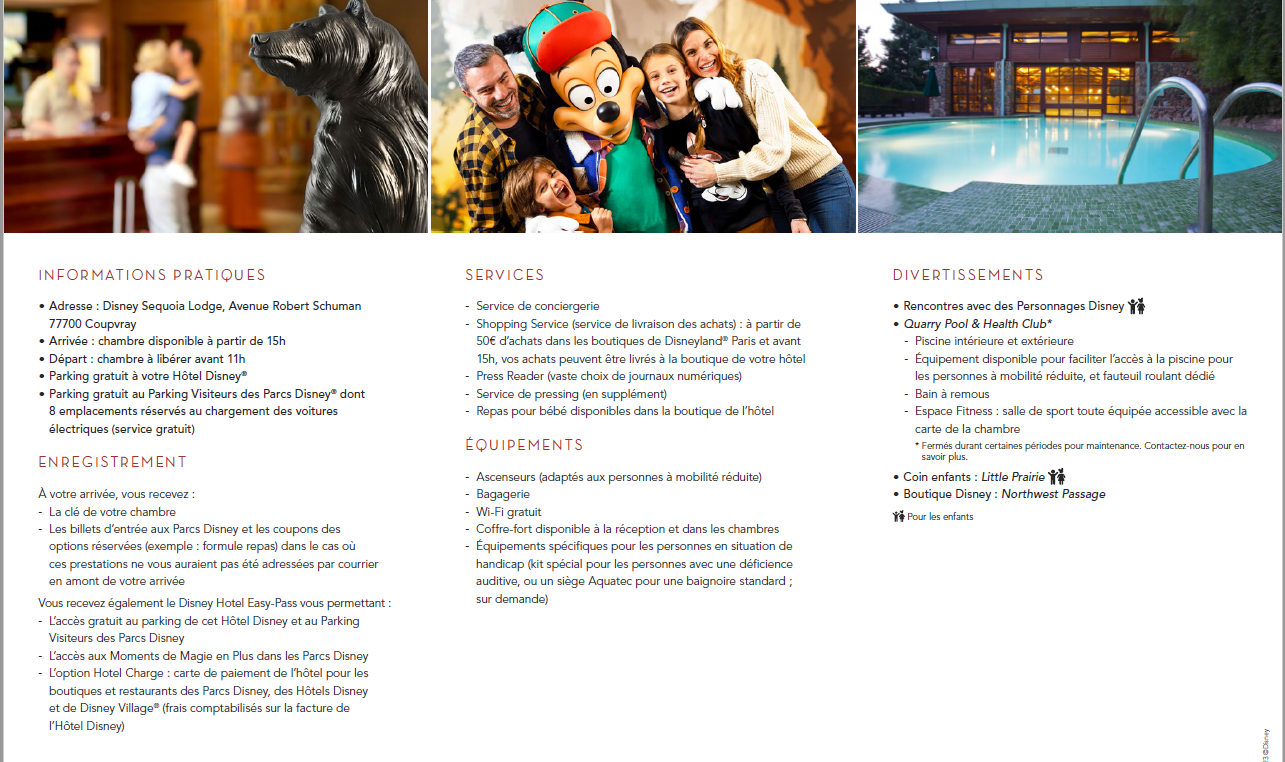 INFORMATIONS PRATIQUES
• Adresse : Disney Sequoia Lodge, Avenue Robert Schuman
77700 Coupvray
• Arrivée : chambre disponible à partir de 15h
• Départ : chambre à libérer avant 11h
• Parking gratuit à votre Hôtel Disney®
• Parking gratuit au Parking Visiteurs des Parcs Disney® dont
8 emplacements réservés au chargement des voitures
électriques (service gratuit)
ENREGISTREMENT
À votre arrivée, vous recevez :
- La clé de votre chambre
- Les billets d'entrée aux Parcs Disney et les coupons des
options réservées (exemple : formule repas) dans le cas où
ces prestations ne vous auraient pas été adressées par courrier
en amont de votre arrivée
Vous recevez également le Disney Hotel Easy-Pass vous permettant :
- L'accès gratuit au parking de cet Hôtel Disney et au Parking
Visiteurs des Parcs Disney
- L'accès aux Moments de Magie en Plus dans les Parcs Disney
- L'option Hotel Charge : carte de paiement de l'hôtel pour les
boutiques et restaurants des Parcs Disney, des Hôtels Disney
et de Disney Village® (frais comptabilisés sur la facture de
l'Hôtel Disney)
SERVICES
- Service de conciergerie
- Shopping Service (service de livraison des achats) : à partir de
50€ d'achats dans les boutiques de Disneyland® Paris et avant
15h, vos achats peuvent être livrés à la boutique de votre hôtel
- Press Reader (vaste choix de journaux numériques)
- Service de pressing (en supplément)
- Repas pour bébé disponibles dans la boutique de l'hôtel
ÉQUIPEMENTS
- Ascenseurs (adaptés aux personnes à mobilité réduite)
- Bagagerie
- Wi-Fi gratuit
- Coffre-fort disponible à la réception et dans les chambres
- Équipements spécifiques pour les personnes en situation de
handicap (kit spécial pour les personnes avec une déficience
auditive, ou un siège Aquatec pour une baignoire standard ;
sur demande)
DIVERTISSEMENTS
• Rencontres avec des Personnages Disney
• Quarry Pool & Health Club*
- Piscine intérieure et extérieure
- Équipement disponible pour faciliter l'accès à la piscine pour
les personnes à mobilité réduite, et fauteuil roulant dédié
- Bain à remous
- Espace Fitness : salle de sport toute équipée accessible avec la
carte de la chambre
* Fermés durant certaines périodes pour maintenance. Contactez-nous pour en
savoir plus.
• Coin enfants : Little Prairie
• Boutique Disney : Northwest Passage
Pour les enfants
©Disney